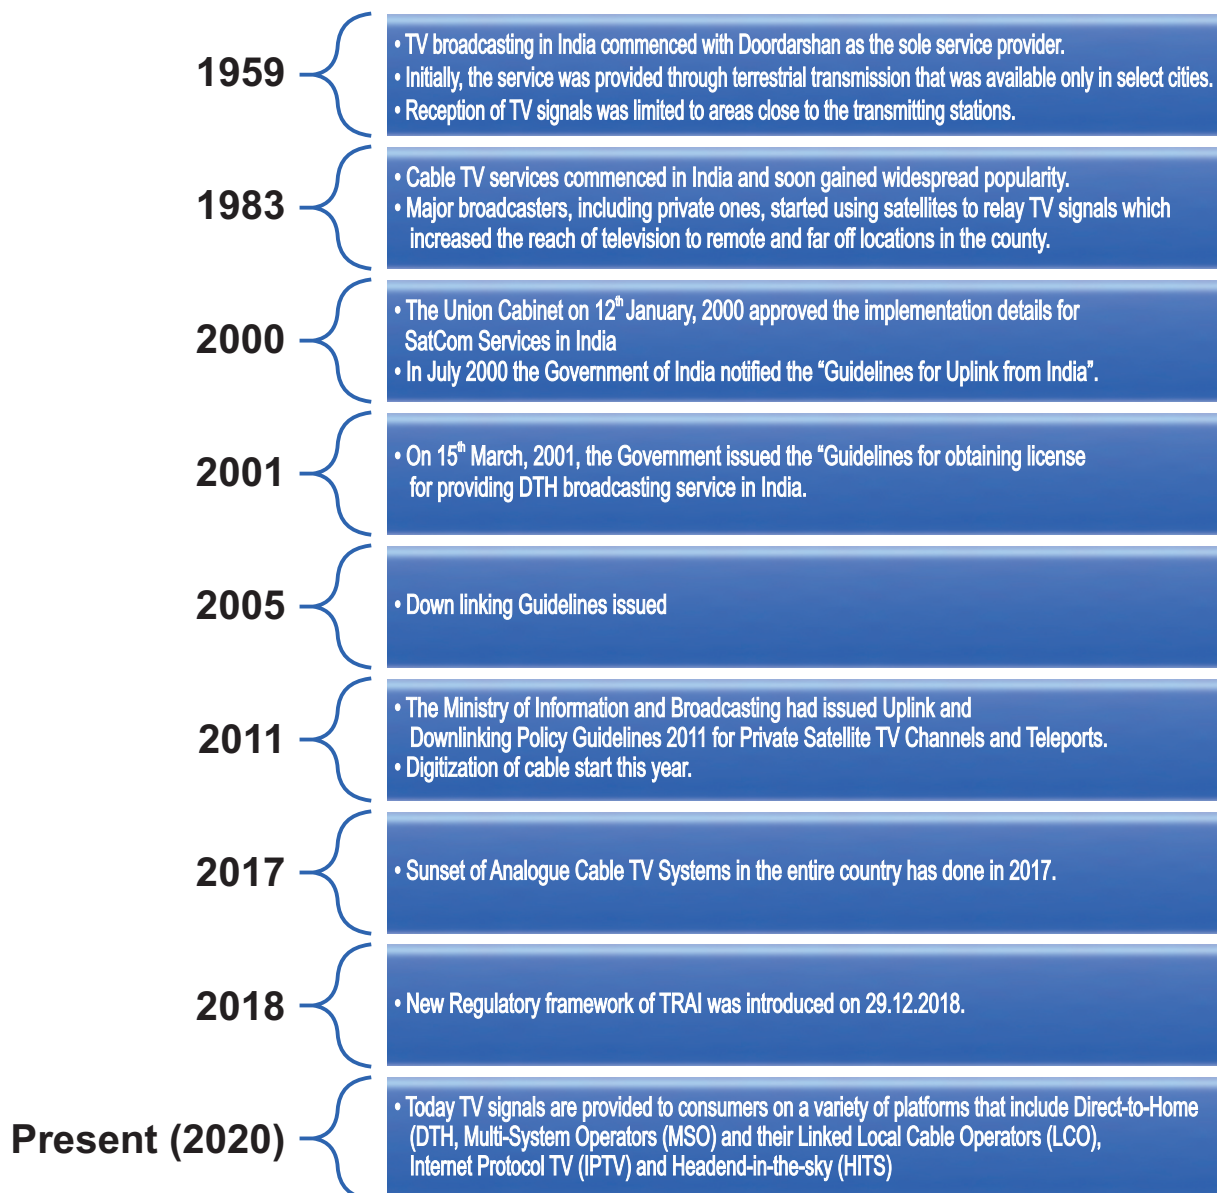 1959
• TV broadcasting in India commenced with Doordarshan as the sole service provider.
• Initially, the service was provided through terrestrial transmission that was available only in select cities.
• Reception of TV signals was limited to areas close to the transmitting stations.
1983
• Cable TV services commenced in India and soon gained widespread popularity.
• Major broadcasters, including private ones, started using satellites to relay TV signals which
increased the reach of television to remote and far off locations in the county.
2000
• The Union Cabinet on 12th January, 2000 approved the implementation details for
SatCom Services in India
• In July 2000 the Government of India notified the “Guidelines for Uplink from India”.
2001
• On 15th March, 2001, the Government issued the “Guidelines for obtaining license
for providing DTH broadcasting service in India.
2005
• Down linking Guidelines issued
2011
• The Ministry of Information and Broadcasting had issued Uplink and
Downlinking Policy Guidelines 2011 for Private Satellite TV Channels and Teleports.
• Digitization of cable start this year.
2017
• Sunset of Analogue Cable TV Systems in the entire country has done in 2017.
2018
• New Regulatory framework of TRAI was introduced on 29.12.2018.
Present (2020)
• Today TV signals are provided to consumers on a variety of platforms that include Direct-to-Home
(DTH, Multi-System Operators (MSO) and their Linked Local Cable Operators (LCO),
Internet Protocol TV (IPTV) and Headend-in-the-sky (HITS)